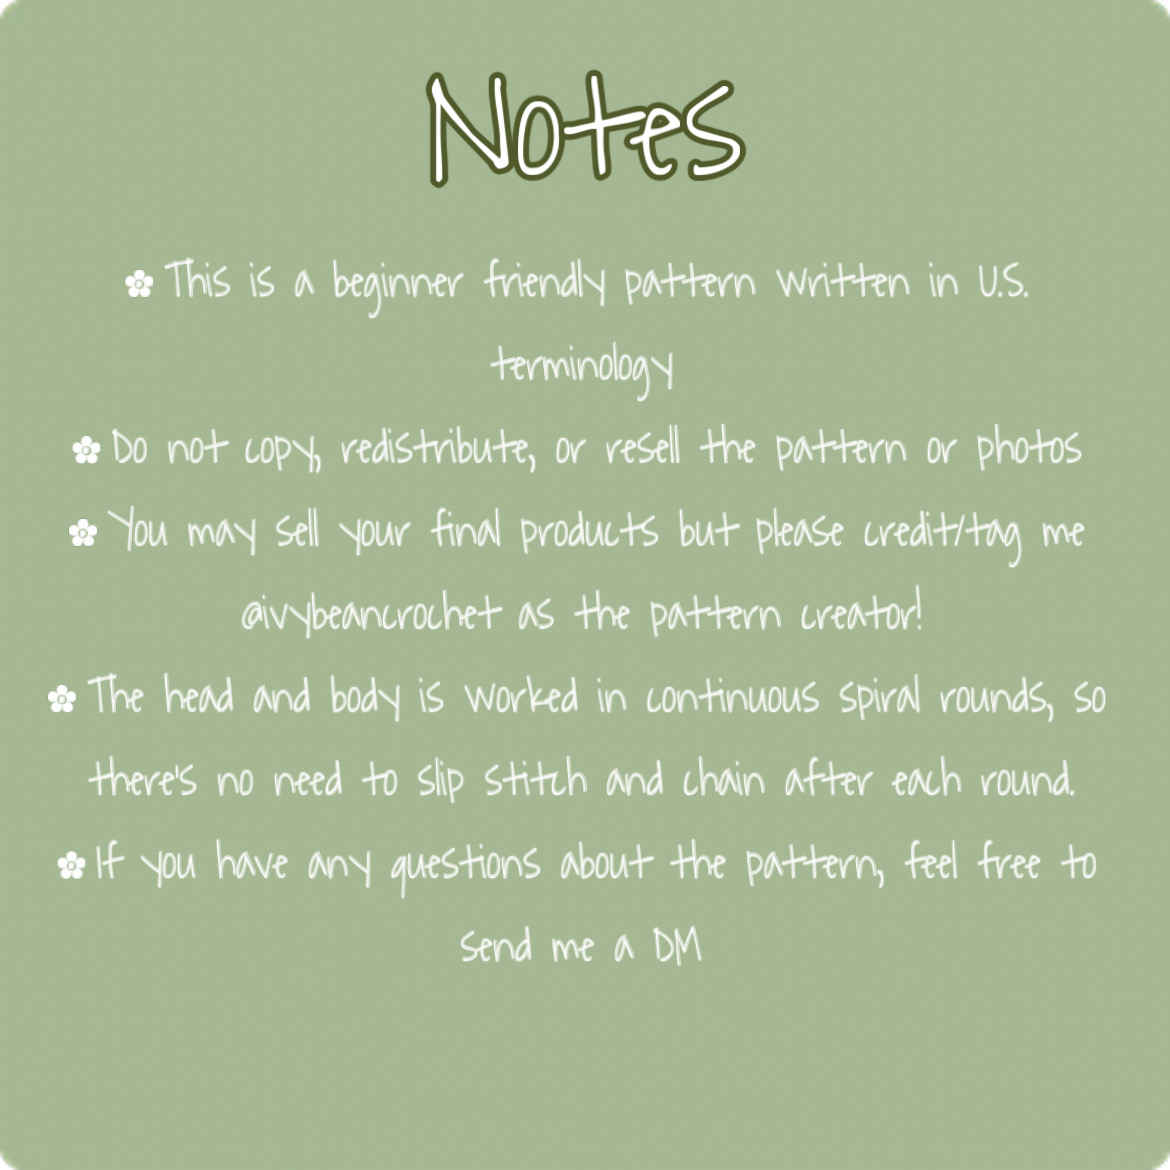 Notes
✿ This is a beginner friendly pattern written in U.S.
terminology
✿ Do not copy, redistribute, or resell the pattern or photos
✿ You may sell your final products but please credit/tag me
@ivybeancrochet as the pattern creator!
✿ The head and body is worked in continuous spiral rounds, so
there's no need to slip stitch and chain after each round.
✿ If you have any questions about the pattern, feel free to
send me a DM